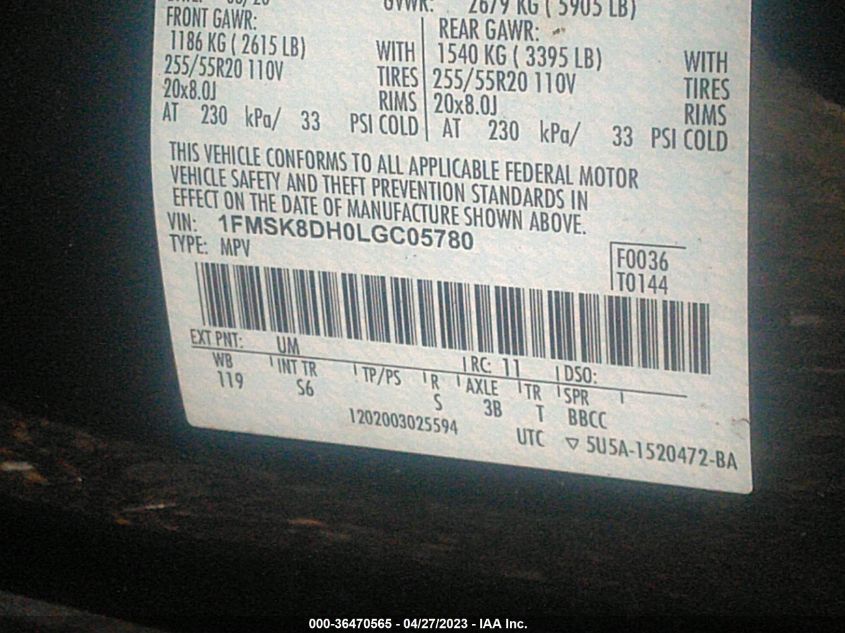 GVWR: 2679 KG ( 5905 LB)
FRONT GAWR:
1186 KG ( 2615 LB) WITH
255/55R20 110V TIRES
20x8.0J RIMS
AT 230 kPa/ 33 PSI COLD
REAR GAWR:
1540 KG ( 3395 LB) WITH
255/55R20 110V TIRES
20x8.0J RIMS
AT 230 kPa/ 33 PSI COLD
THIS VEHICLE CONFORMS TO ALL APPLICABLE FEDERAL MOTOR
VEHICLE SAFETY AND THEFT PREVENTION STANDARDS IN
EFFECT ON THE DATE OF MANUFACTURE SHOWN ABOVE.
VIN: 1FMSK8DH0LGC05780
TYPE: MPV
F0036
T0144
EXT PNT: UM RC: 11 DSO:
WB INT TR TP/PS R AXLE TR SPR
119 S6 S 3B T BBCC
1202003025594
UTC ▽ 5U5A-1520472-BA
000-36470565 - 04/27/2023 - IAA Inc.